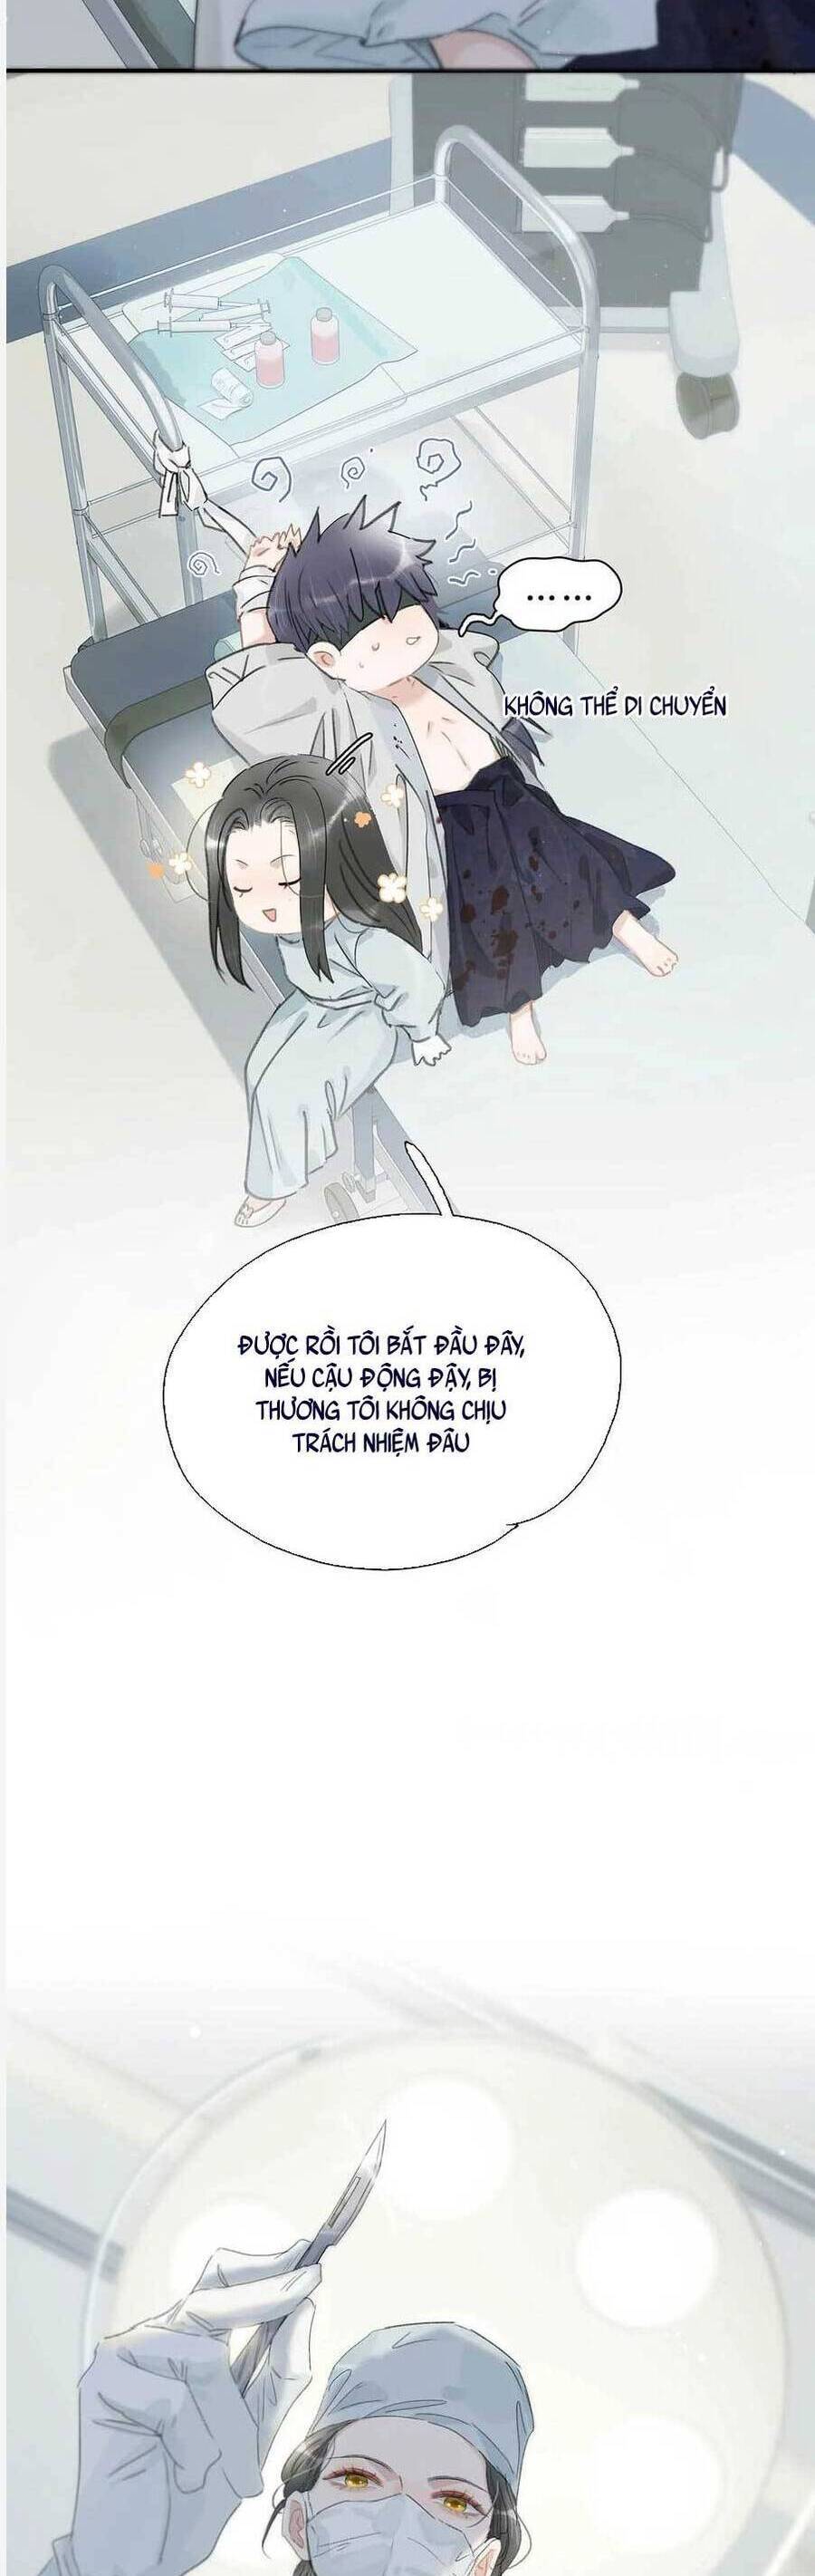 ......
KHÔNG THỂ DI CHUYỂN
ĐƯỢC RỒI TÔI BẮT ĐẦU ĐÂY,
NẾU CẬU ĐỘNG ĐẬY, BỊ
THƯƠNG TÔI KHÔNG CHỊU
TRÁCH NHIỆM ĐÂU